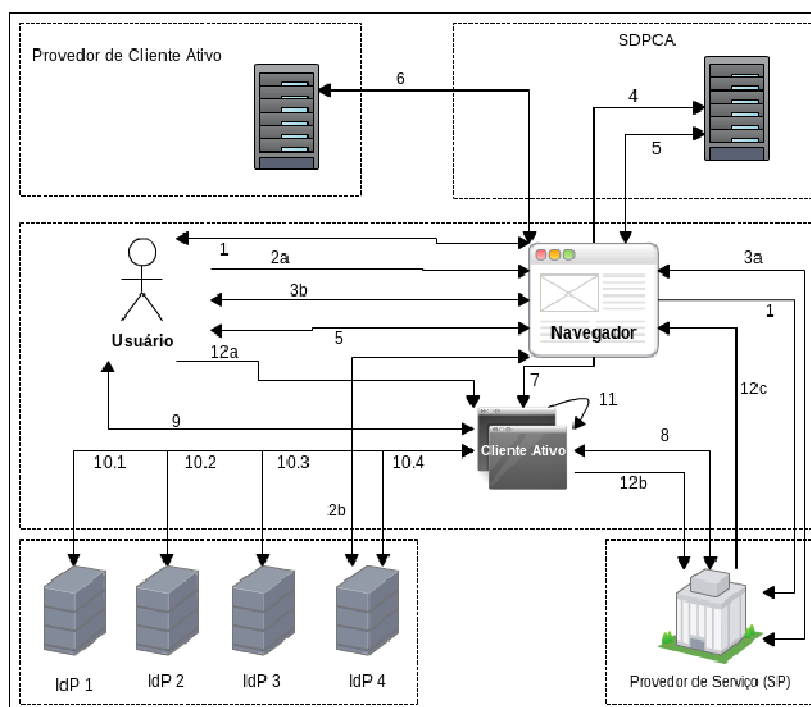 Provedor de Cliente Ativo
SDPCA
6
4
5
1
2a
3a
3b
1
Usuário
Navegador
5
12a
7
12c
11
9
8
Cliente Ativo
10.1
10.2
10.3
10.4
12b
2b
IdP 1
IdP 2
IdP 3
IdP 4
Provedor de Serviço (SP)